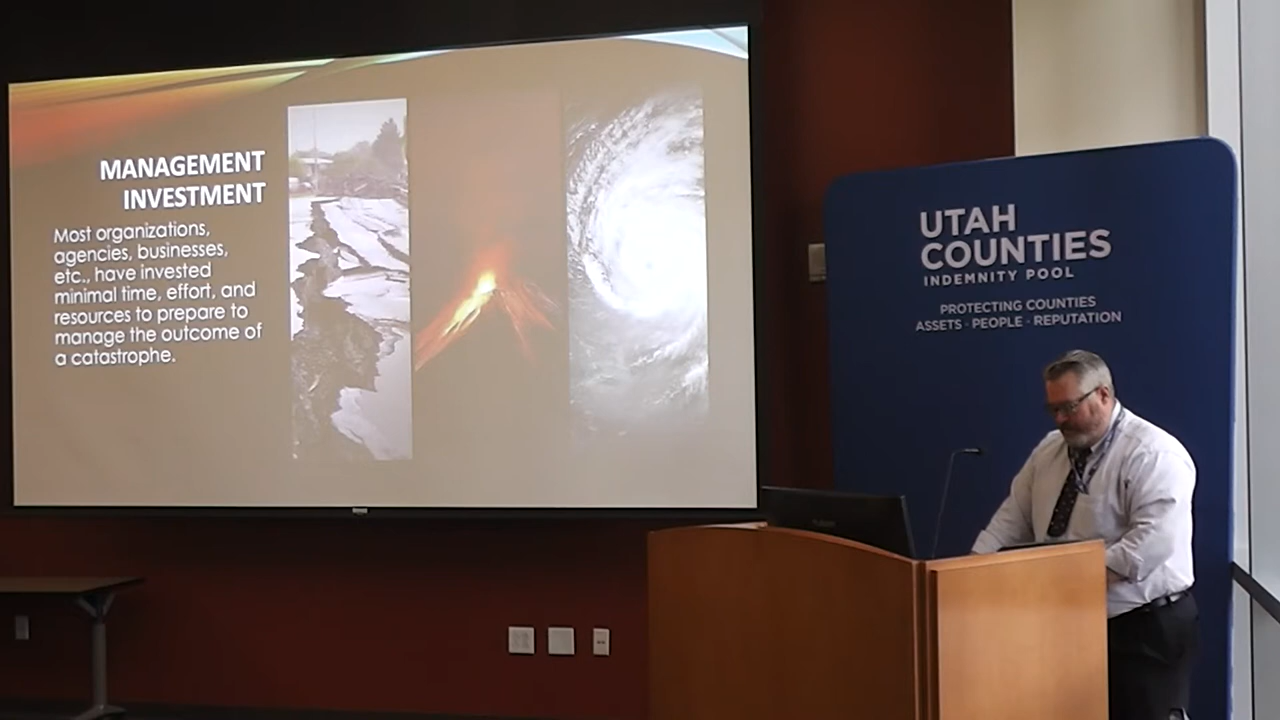 MANAGEMENT
INVESTMENT
Most organizations,
agencies, businesses,
etc., have invested
minimal time, effort, and
resources to prepare to
manage the outcome of
a catastrophe.
UTAH
COUNTIES
INDEMNITY POOL
PROTECTING COUNTIES
ASSETS · PEOPLE · REPUTATION